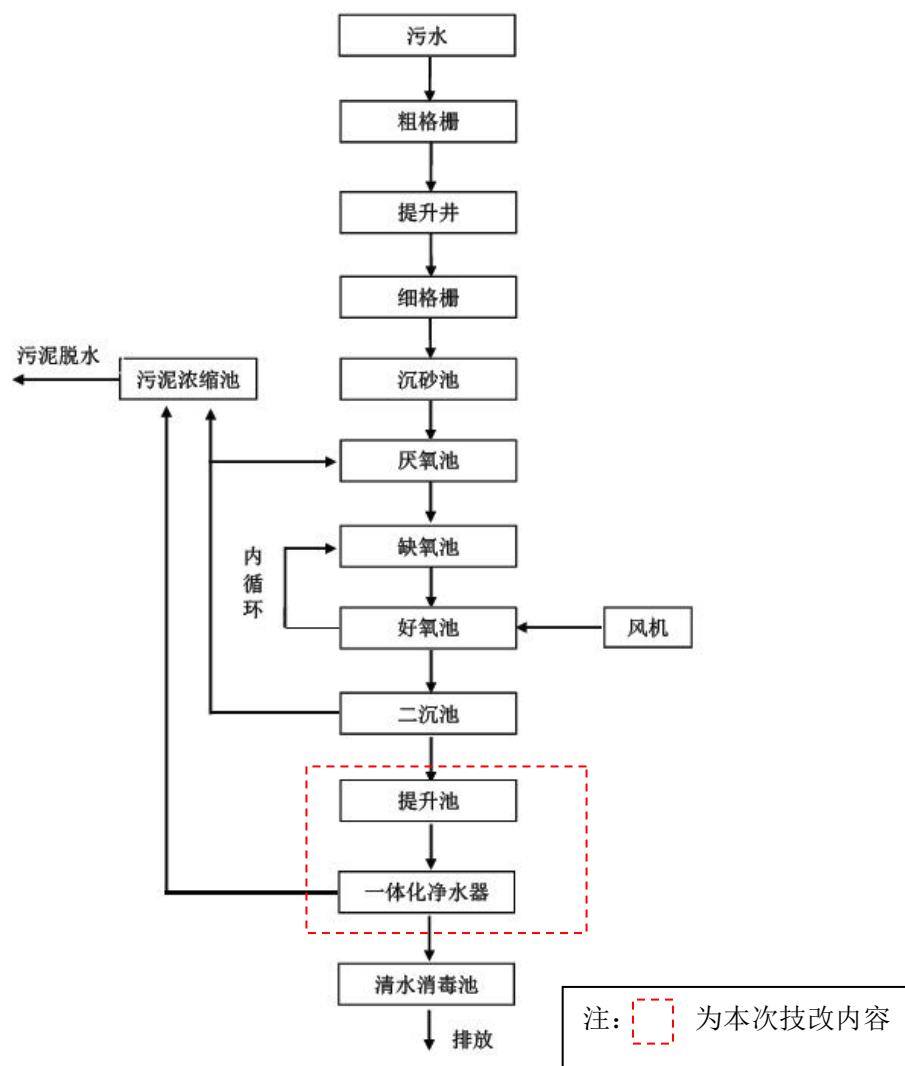 污水
粗格栅
提升井
细格栅
污泥脱水
污泥浓缩池
沉砂池
厌氧池
缺氧池
内循环
好氧池
风机
二沉池
提升池
一体化净水器
清水消毒池
排放
注： 为本次技改内容